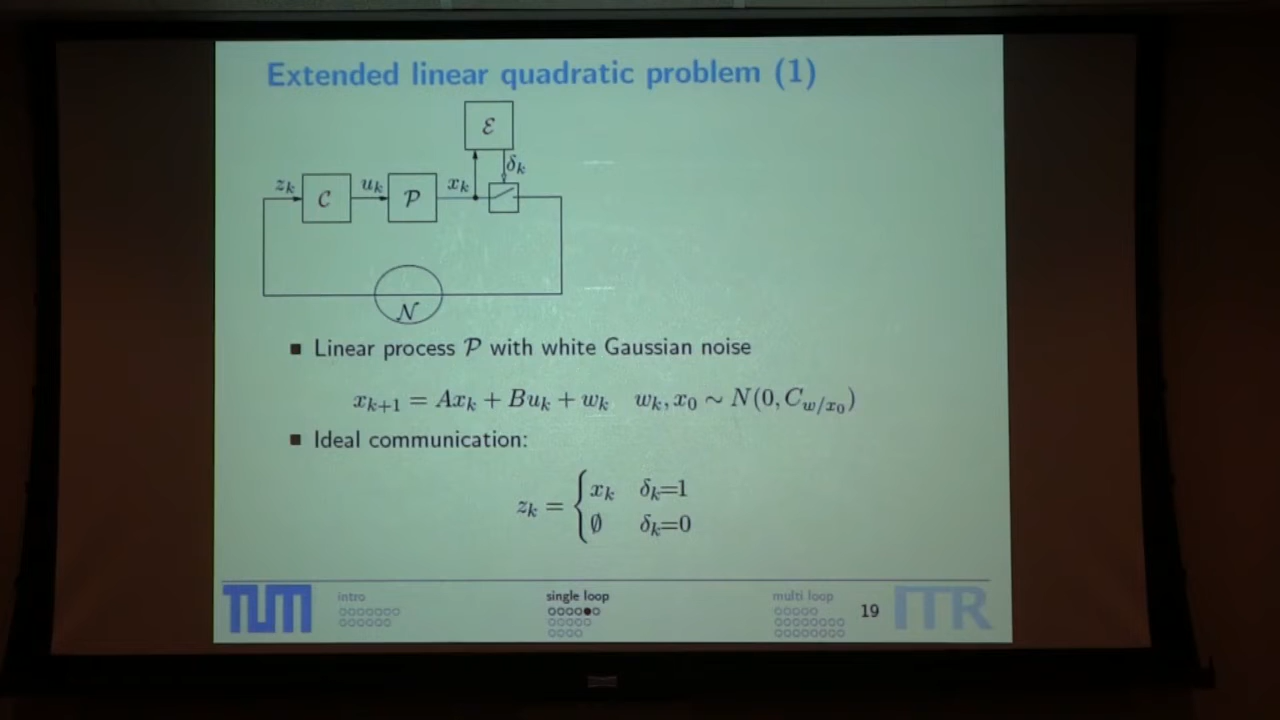 Extended linear quadratic problem (1)
ℰ
δₖ
zₖ
𝒞
uₖ
𝒫
xₖ
𝒩
Linear process 𝒫 with white Gaussian noise
xₖ₊₁ = Axₖ + Buₖ + wₖ wₖ, x₀ ∼ N(0, C_{w/x₀})
Ideal communication:
zₖ = { xₖ δₖ=1
∅ δₖ=0
TUM
intro
single loop
multi loop
19
ITR